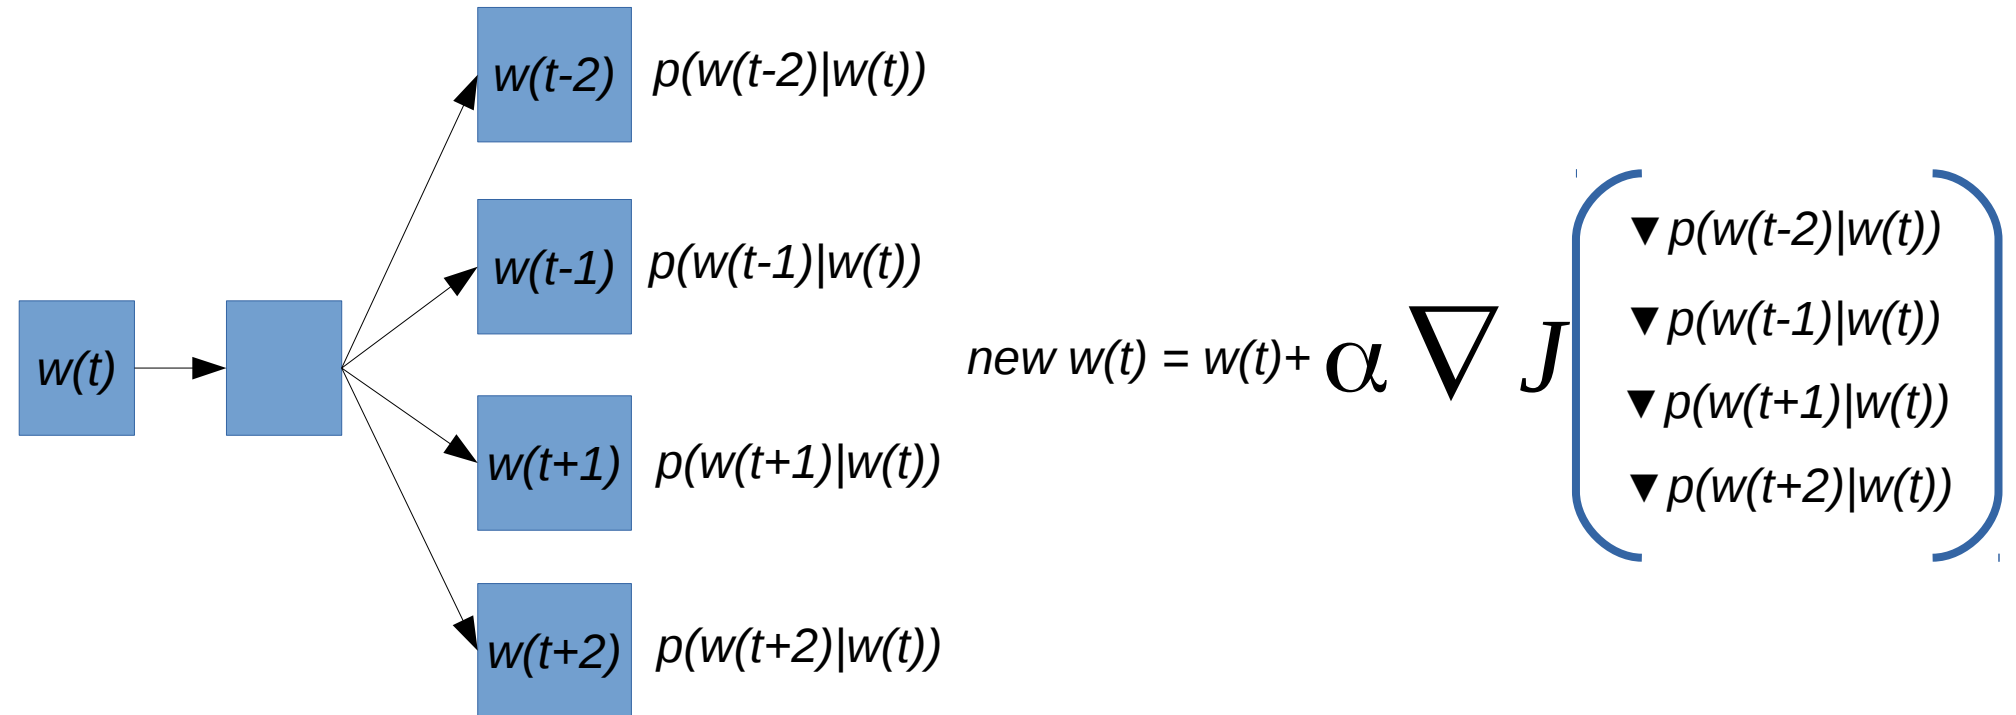 w(t)
w(t-2)
p(w(t-2)|w(t))
w(t-1)
p(w(t-1)|w(t))
w(t+1)
p(w(t+1)|w(t))
w(t+2)
p(w(t+2)|w(t))
new w(t) = w(t)+ α ∇ J
▼ p(w(t-2)|w(t))
▼ p(w(t-1)|w(t))
▼ p(w(t+1)|w(t))
▼ p(w(t+2)|w(t))